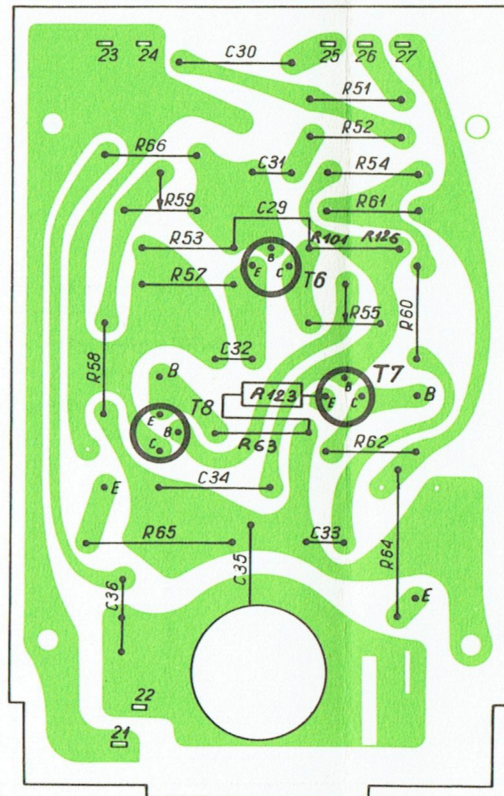 23 24 C30 25 26 27
R51
R52
R66
C31 R54
R59 C29 R61
R53 R101 R126
B
E C T6
R57
R55 R60
C32
R58 B T7
B
R123 E C B
T8
E
B
C
R63 R62
C34
E
R65 C35 C33 R64
C36 E
22
21